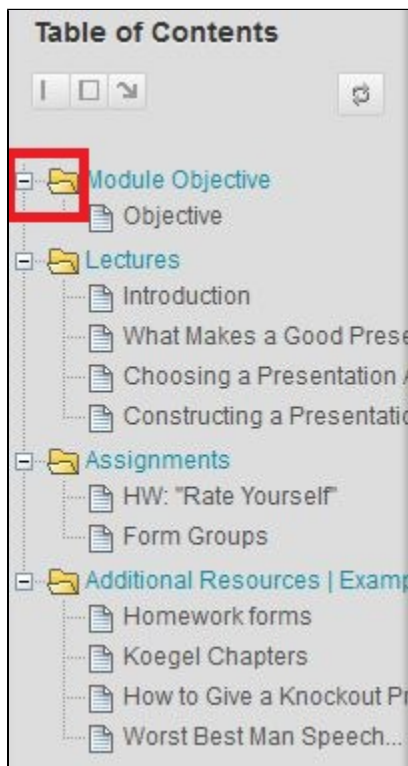 Table of Contents
Module Objective
Objective
Lectures
Introduction
What Makes a Good Prese
Choosing a Presentation
Constructing a Presentatio
Assignments
HW: "Rate Yourself"
Form Groups
Additional Resources | Examp
Homework forms
Koegel Chapters
How to Give a Knockout Pr
Worst Best Man Speech...